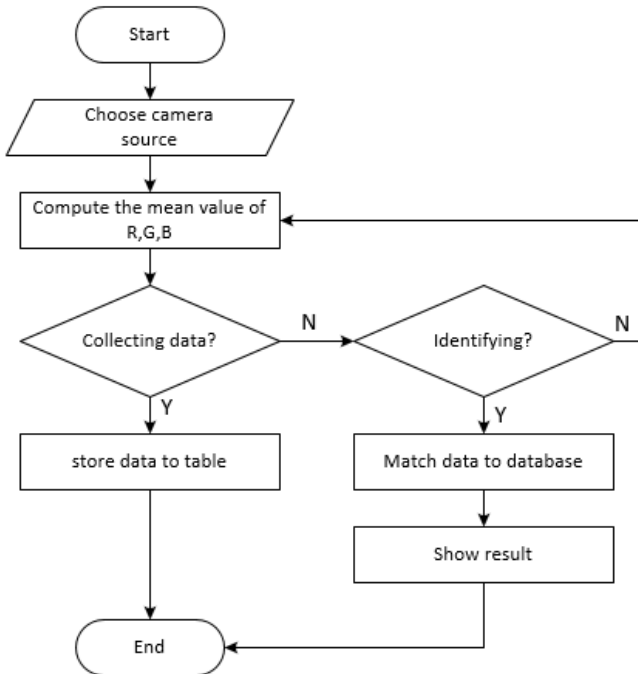 Start
Choose camera
source
Compute the mean value of
R,G,B
Collecting data?
N
Identifying?
N
Y
Y
store data to table
Match data to database
Show result
End